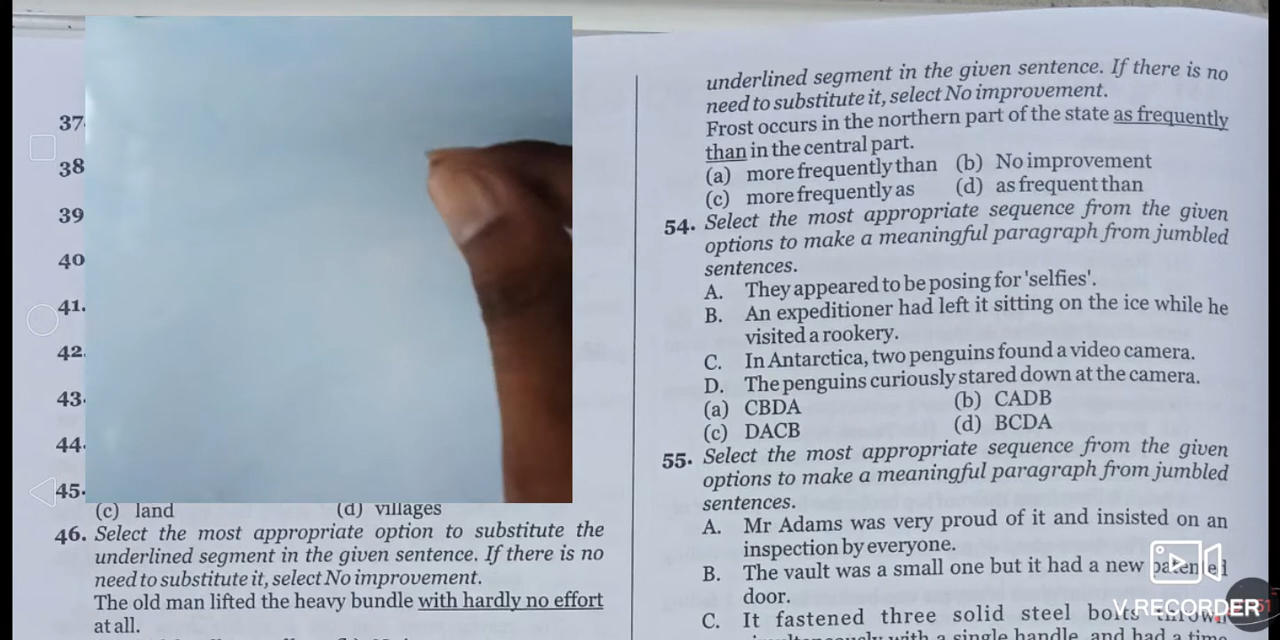 37.
38
39
40
41.
42.
43.
44.
45.
(c) land (d) villages
46. Select the most appropriate option to substitute the
underlined segment in the given sentence. If there is no
need to substitute it, select No improvement.
The old man lifted the heavy bundle with hardly no effort
at all.
underlined segment in the given sentence. If there is no
need to substitute it, select No improvement.
Frost occurs in the northern part of the state as frequently
than in the central part.
(a) more frequently than (b) No improvement
(c) more frequently as (d) as frequent than
54. Select the most appropriate sequence from the given
options to make a meaningful paragraph from jumbled
sentences.
A. They appeared to be posing for 'selfies'.
B. An expeditioner had left it sitting on the ice while he
visited a rookery.
C. In Antarctica, two penguins found a video camera.
D. The penguins curiously stared down at the camera.
(a) CBDA (b) CADB
(c) DACB (d) BCDA
55. Select the most appropriate sequence from the given
options to make a meaningful paragraph from jumbled
sentences.
A. Mr Adams was very proud of it and insisted on an
inspection by everyone.
B. The vault was a small one but it had a new patented
door.
C. It fastened three solid steel bolts thrown
with a single handle, and had a time
V.RECORDER